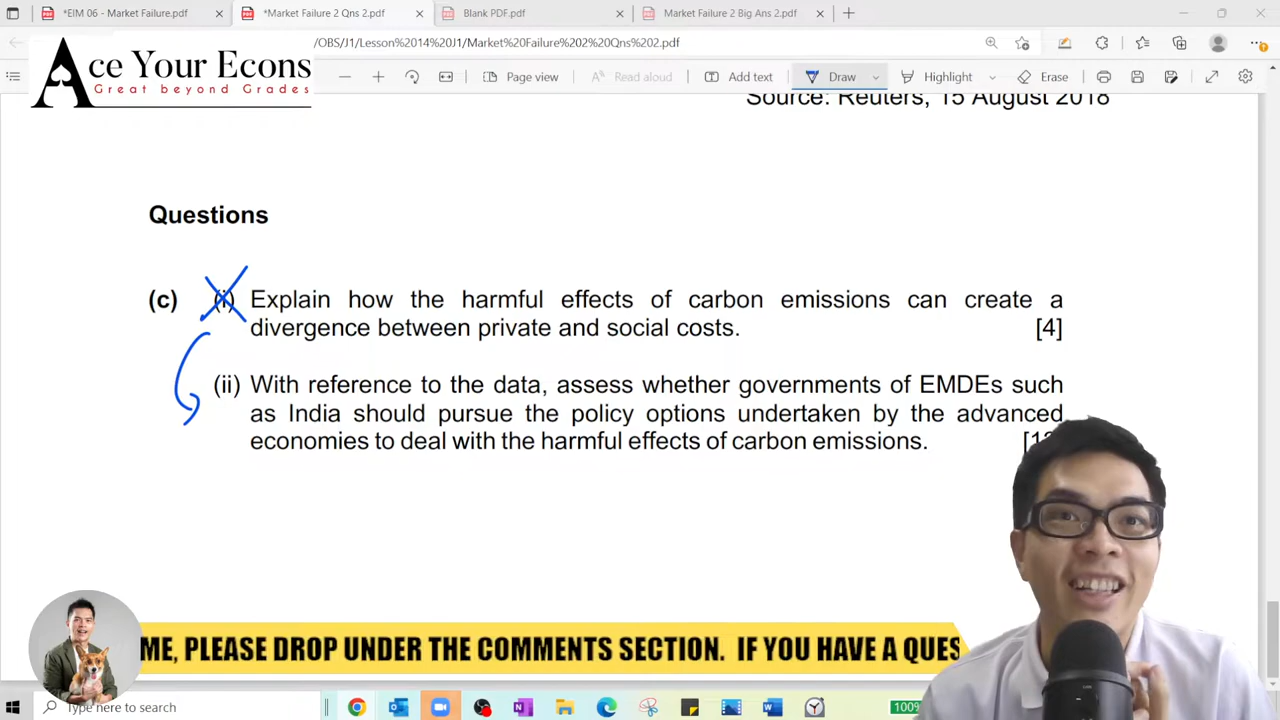 *EIM 06 - Market Failure.pdf
*Market Failure 2 Qns 2.pdf
Blank PDF.pdf
Market Failure 2 Big Ans 2.pdf
/OBS/J1/Lesson%2014%20J1/Market%20Failure%202%20Qns%202.pdf
Ace Your Econs
Great beyond Grades
Page view
Read aloud
Add text
Draw
Highlight
Erase
Source: Reuters, 15 August 2018
Questions
(c) (i) Explain how the harmful effects of carbon emissions can create a
divergence between private and social costs. [4]
(ii) With reference to the data, assess whether governments of EMDEs such
as India should pursue the policy options undertaken by the advanced
economies to deal with the harmful effects of carbon emissions.
ME, PLEASE DROP UNDER THE COMMENTS SECTION. IF YOU HAVE A QUES
Type here to search
100%